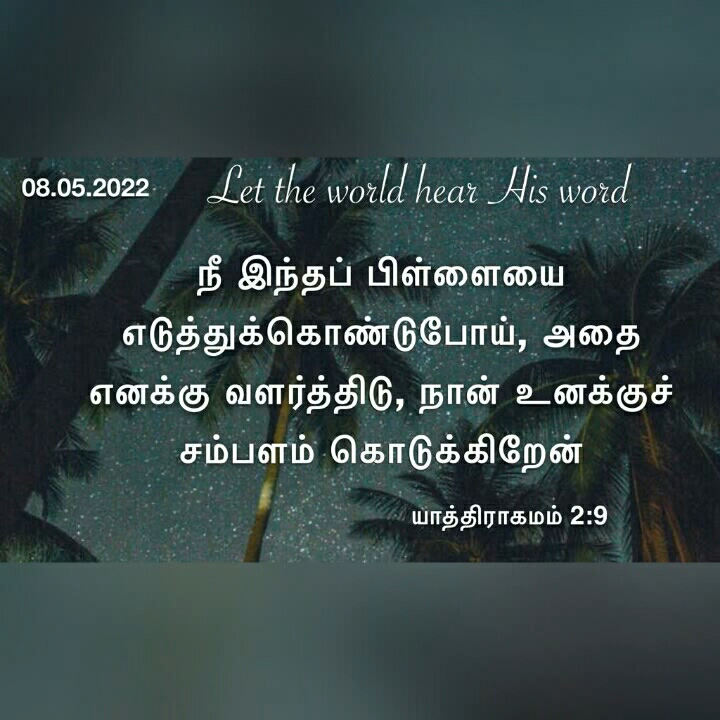 08.05.2022 Let the world hear His word
நீ இந்தப் பிள்ளையை
எடுத்துக்கொண்டுபோய், அதை
எனக்கு வளர்த்திடு, நான் உனக்குச்
சம்பளம் கொடுக்கிறேன்
யாத்திராகமம் 2:9